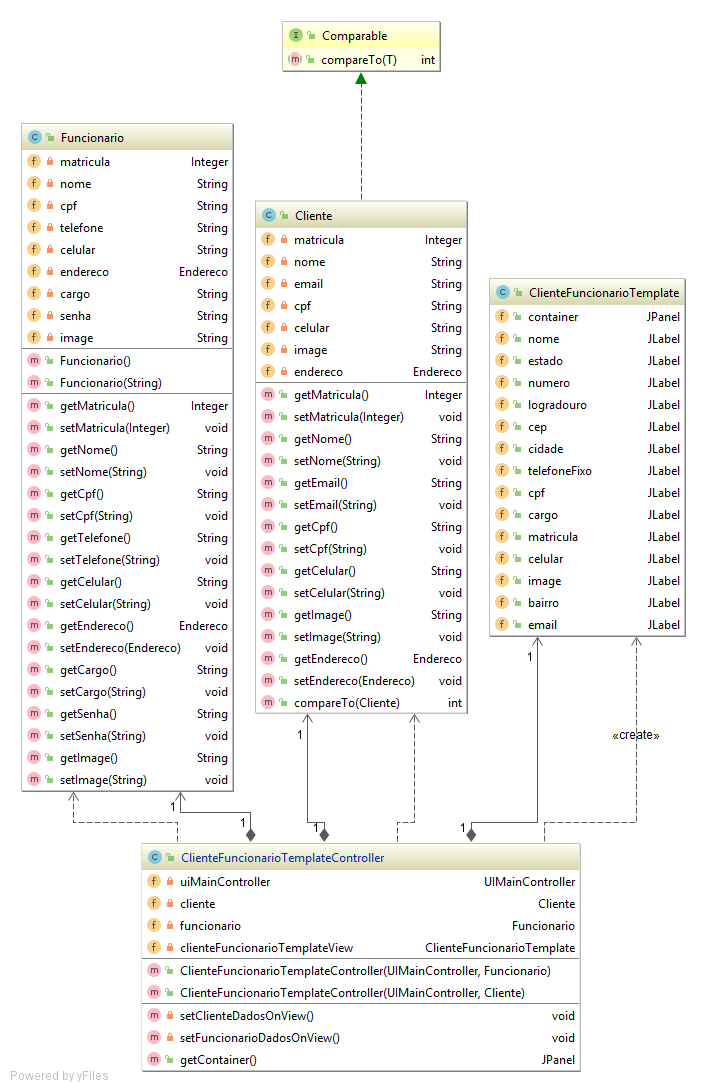 Comparable
compareTo(T) int
Funcionario
matricula Integer
nome String
cpf String
telefone String
celular String
endereco Endereco
cargo String
senha String
image String
Funcionario()
Funcionario(String)
getMatricula() Integer
setMatricula(Integer) void
getNome() String
setNome(String) void
getCpf() String
setCpf(String) void
getTelefone() String
setTelefone(String) void
getCelular() String
setCelular(String) void
getEndereco() Endereco
setEndereco(Endereco) void
getCargo() String
setCargo(String) void
getSenha() String
setSenha(String) void
getImage() String
setImage(String) void
Cliente
matricula Integer
nome String
email String
cpf String
celular String
image String
endereco Endereco
getMatricula() Integer
setMatricula(Integer) void
getNome() String
setNome(String) void
getEmail() String
setEmail(String) void
getCpf() String
setCpf(String) void
getCelular() String
setCelular(String) void
getImage() String
setImage(String) void
getEndereco() Endereco
setEndereco(Endereco) void
compareTo(Cliente) int
ClienteFuncionarioTemplate
container JPanel
nome JLabel
estado JLabel
numero JLabel
logradouro JLabel
cep JLabel
cidade JLabel
telefoneFixo JLabel
cpf JLabel
cargo JLabel
matricula JLabel
celular JLabel
image JLabel
bairro JLabel
email JLabel
1
1
1
1
1
1
«create»
ClienteFuncionarioTemplateController
uiMainController UIMainController
cliente Cliente
funcionario Funcionario
clienteFuncionarioTemplateView ClienteFuncionarioTemplate
ClienteFuncionarioTemplateController(UIMainController, Funcionario)
ClienteFuncionarioTemplateController(UIMainController, Cliente)
setClienteDadosOnView() void
setFuncionarioDadosOnView() void
getContainer() JPanel
Powered by yFiles